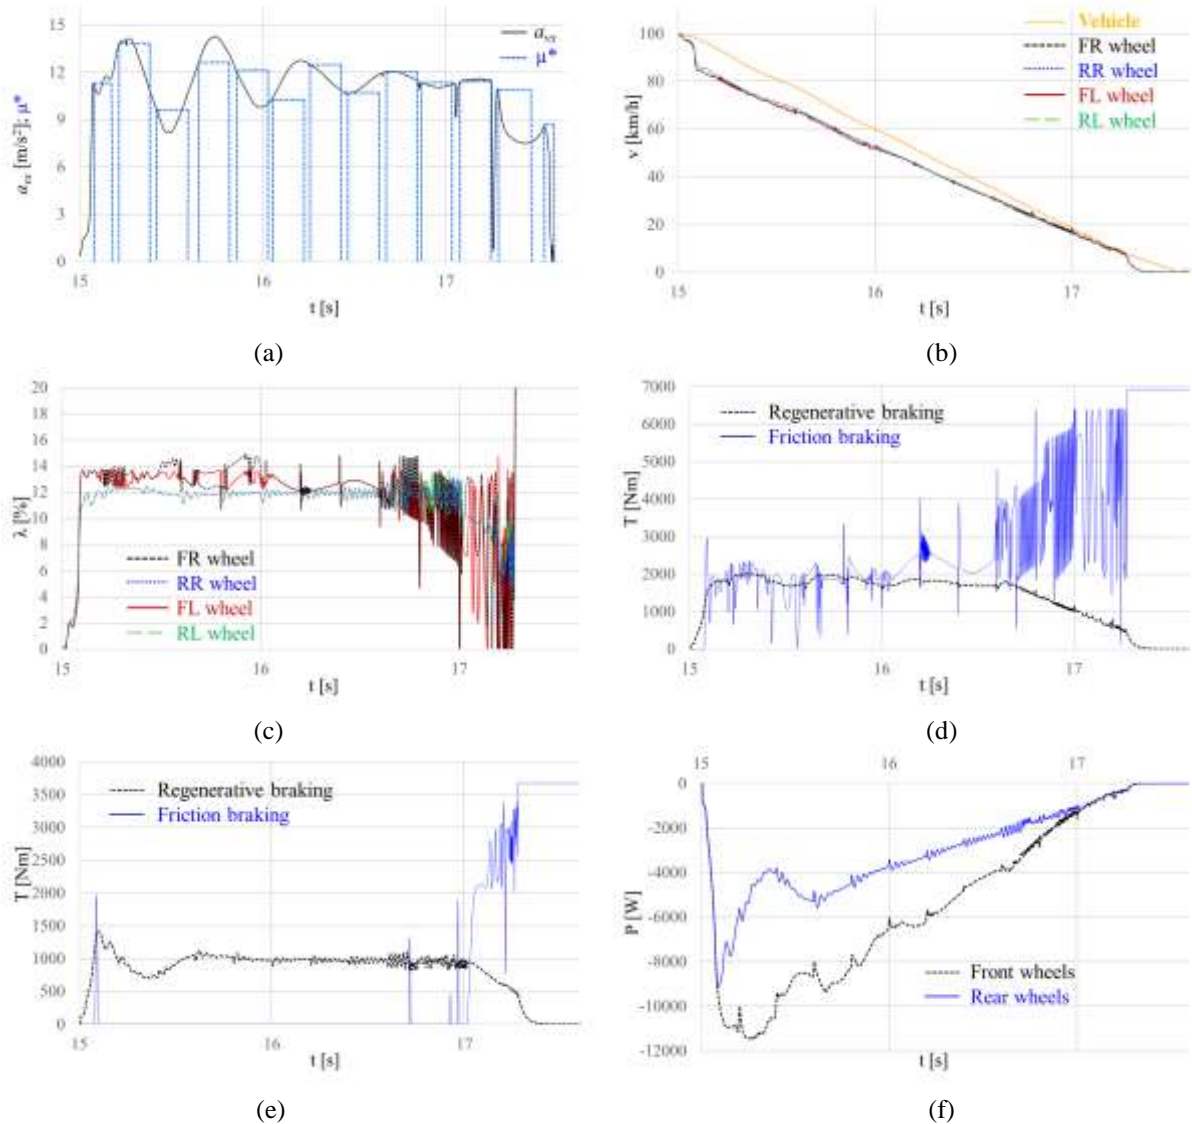 15
12
9
6
3
0
a_vx [m/s²]; μ*
a_vx
μ*
15
16
17
t [s]
(a)
100
80
60
40
20
0
v [km/h]
Vehicle
FR wheel
RR wheel
FL wheel
RL wheel
15
16
17
t [s]
(b)
20
18
16
14
12
10
8
6
4
2
0
λ [%]
FR wheel
RR wheel
FL wheel
RL wheel
15
16
17
t [s]
(c)
7000
6000
5000
4000
3000
2000
1000
0
T [Nm]
Regenerative braking
Friction braking
15
16
17
t [s]
(d)
4000
3500
3000
2500
2000
1500
1000
500
0
T [Nm]
Regenerative braking
Friction braking
15
16
17
t [s]
(e)
15
16
17
0
-2000
-4000
-6000
-8000
-10000
-12000
P [W]
Front wheels
Rear wheels
t [s]
(f)